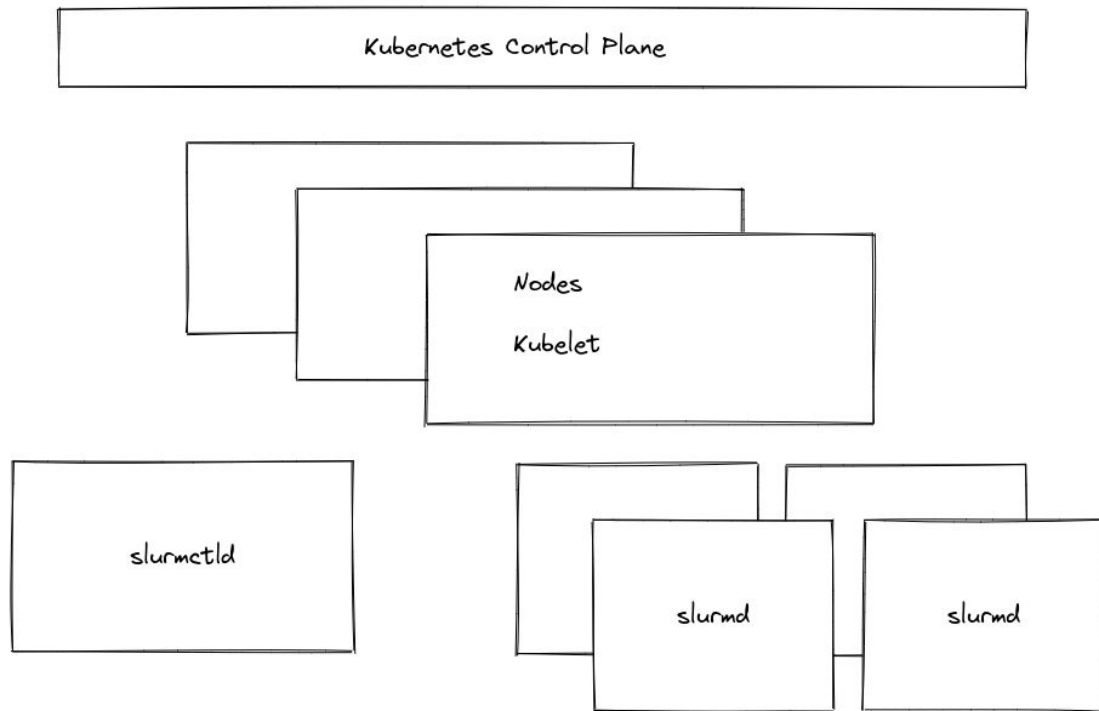 Kubernetes Control Plane
Nodes
Kubelet
slurmctld
slurmd
slurmd